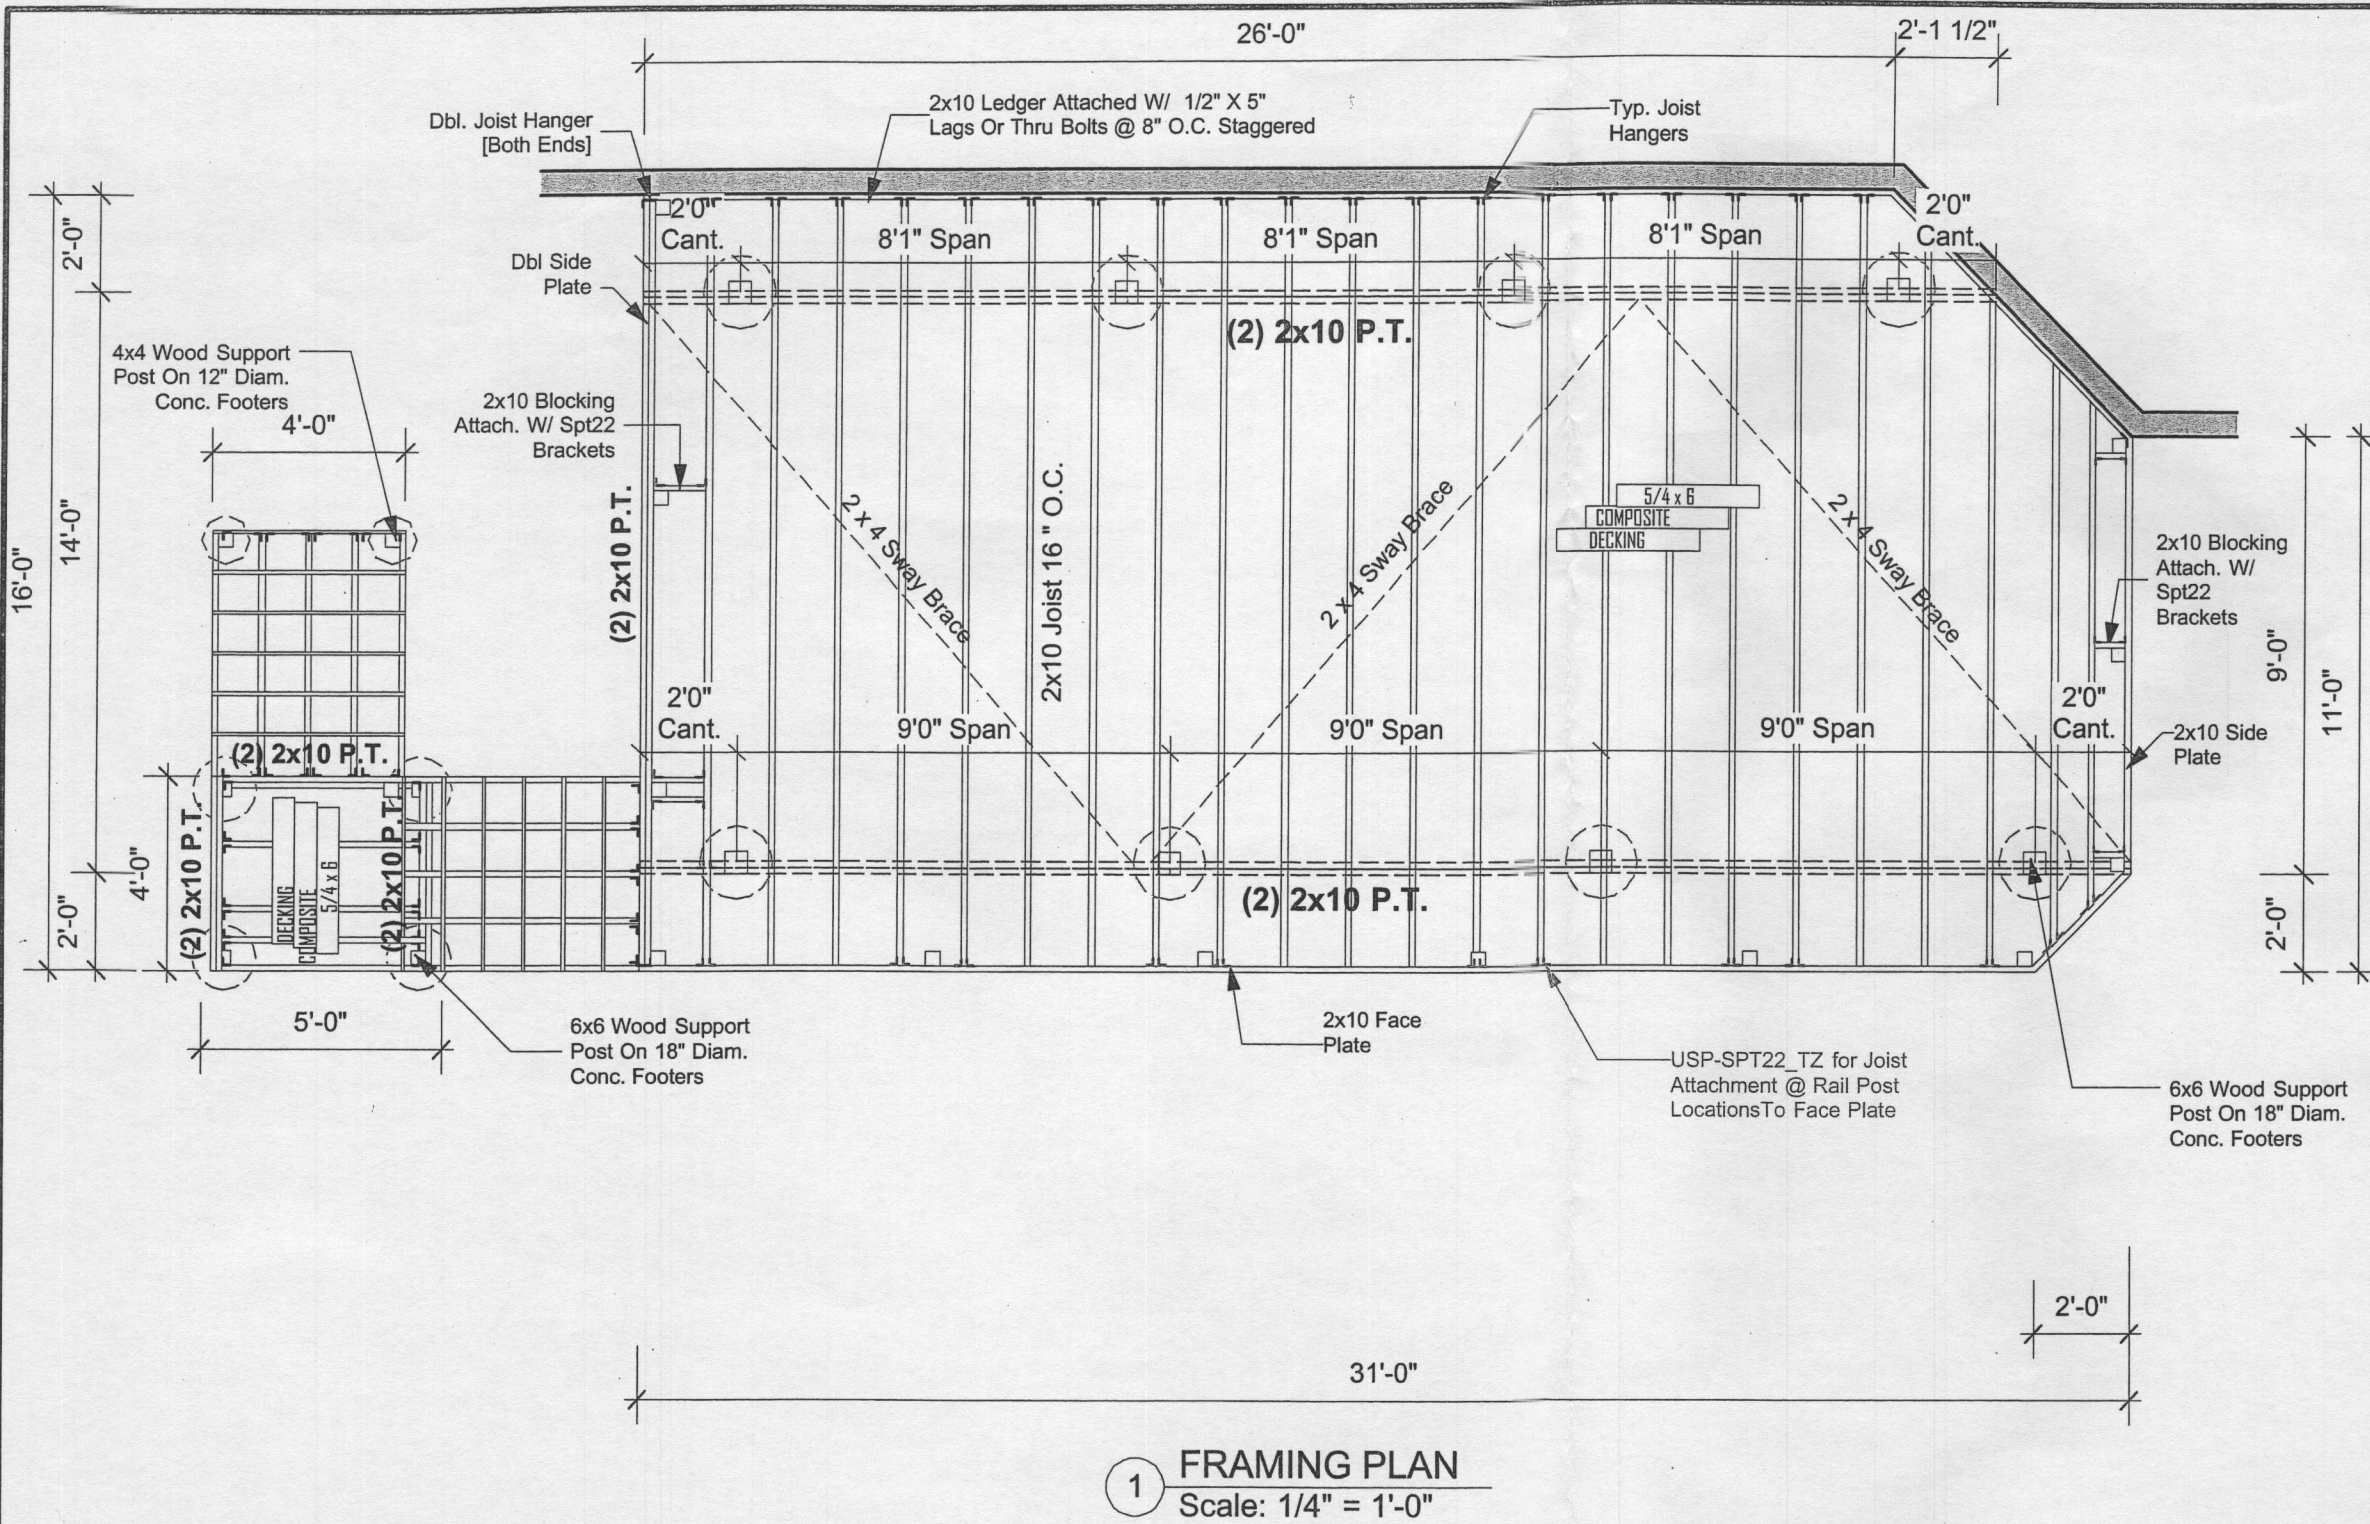 26'-0"
2'-1 1/2"
Dbl. Joist Hanger
[Both Ends]
2x10 Ledger Attached W/ 1/2" X 5"
Lags Or Thru Bolts @ 8" O.C. Staggered
Typ. Joist
Hangers
2'0"
Cant.
8'1" Span
8'1" Span
8'1" Span
2'0"
Cant.
2'-0"
Dbl Side
Plate
(2) 2x10 P.T.
4x4 Wood Support
Post On 12" Diam.
Conc. Footers
4'-0"
2x10 Blocking
Attach. W/ Spt22
Brackets
16'-0"
14'-0"
(2) 2x10 P.T.
2 x 4 Sway Brace
2x10 Joist 16 " O.C.
2 x 4 Sway Brace
5/4 x 6
COMPOSITE
DECKING
2 x 4 Sway Brace
2x10 Blocking
Attach. W/
Spt22
Brackets
9'-0"
11'-0"
2'0"
Cant.
9'0" Span
9'0" Span
9'0" Span
2'0"
Cant.
2x10 Side
Plate
(2) 2x10 P.T.
4'-0"
2'-0"
(2) 2x10 P.T.
DECKING
COMPOSITE
5/4 x 6
(2) 2x10 P.T.
(2) 2x10 P.T.
2'-0"
5'-0"
6x6 Wood Support
Post On 18" Diam.
Conc. Footers
2x10 Face
Plate
USP-SPT22_TZ for Joist
Attachment @ Rail Post
LocationsTo Face Plate
6x6 Wood Support
Post On 18" Diam.
Conc. Footers
2'-0"
31'-0"
1
FRAMING PLAN
Scale: 1/4" = 1'-0"